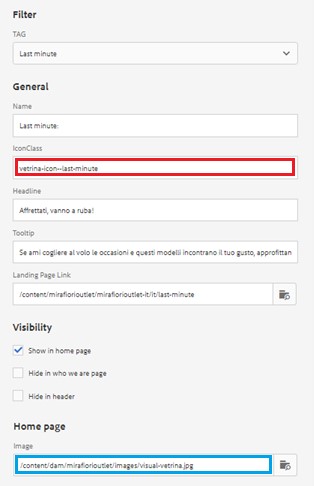 Filter
TAG
Last minute
General
Name
Last minute:
IconClass
vetrina-icon--last-minute
Headline
Affrettati, vanno a ruba!
Tooltip
Se ami cogliere al volo le occasioni e questi modelli incontrano il tuo gusto, approfittan
Landing Page Link
/content/mirafiorioutlet/mirafiorioutlet-it/it/last-minute
Visibility
Show in home page
Hide in who we are page
Hide in header
Home page
Image
/content/dam/mirafiorioutlet/images/visual-vetrina.jpg